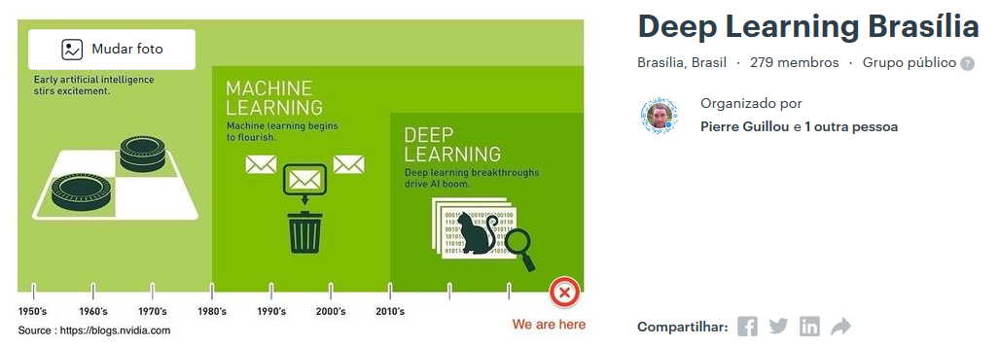 Mudar foto
Early artificial intelligence
stirs excitement.
MACHINE
LEARNING
Machine learning begins
to flourish.
DEEP
LEARNING
Deep learning breakthroughs
drive AI boom.
1950's 1960's 1970's 1980's 1990's 2000's 2010's
We are here
Source : https://blogs.nvidia.com
Deep Learning Brasília
Brasília, Brasil · 279 membros · Grupo público ?
Organizado por
Pierre Guillou e 1 outra pessoa
Compartilhar: